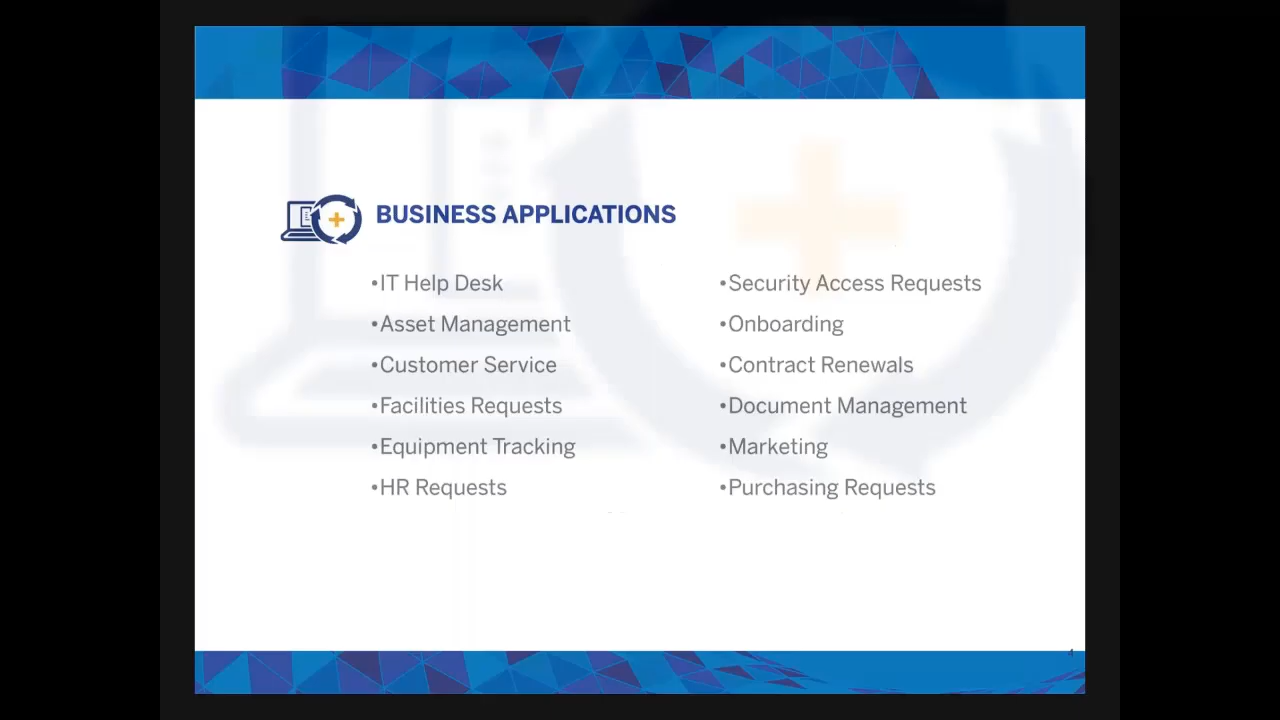 BUSINESS APPLICATIONS
•IT Help Desk
•Asset Management
•Customer Service
•Facilities Requests
•Equipment Tracking
•HR Requests
•Security Access Requests
•Onboarding
•Contract Renewals
•Document Management
•Marketing
•Purchasing Requests
4